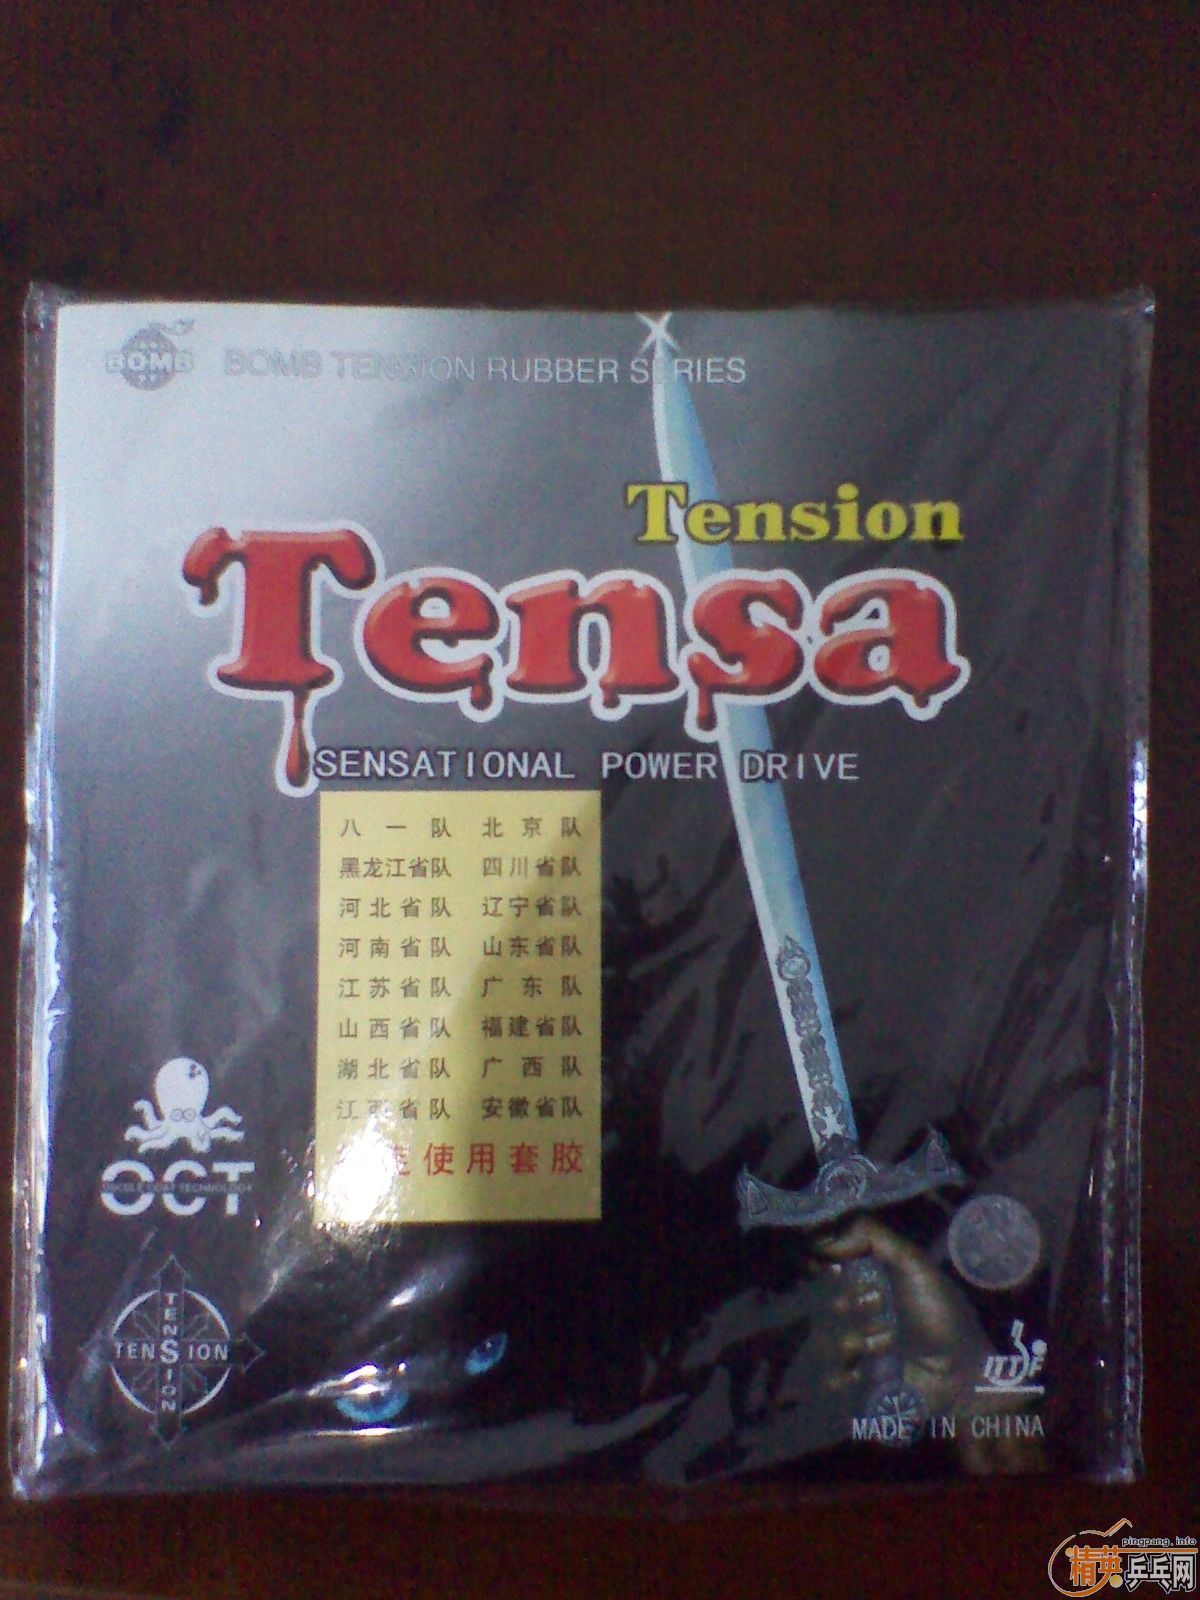 BOMB
BOMB TENSION RUBBER SERIES
Tension
Tensa
SENSATIONAL POWER DRIVE
八一队 北京队
黑龙江省队 四川省队
河北省队 辽宁省队
河南省队 山东省队
江苏省队 广东队
山西省队 福建省队
湖北省队 广西队
江西省队 安徽省队
使用套胶
OCT
TENSION
TENSION
ITTF
MADE IN CHINA
pingpang.info
精英乒乓网